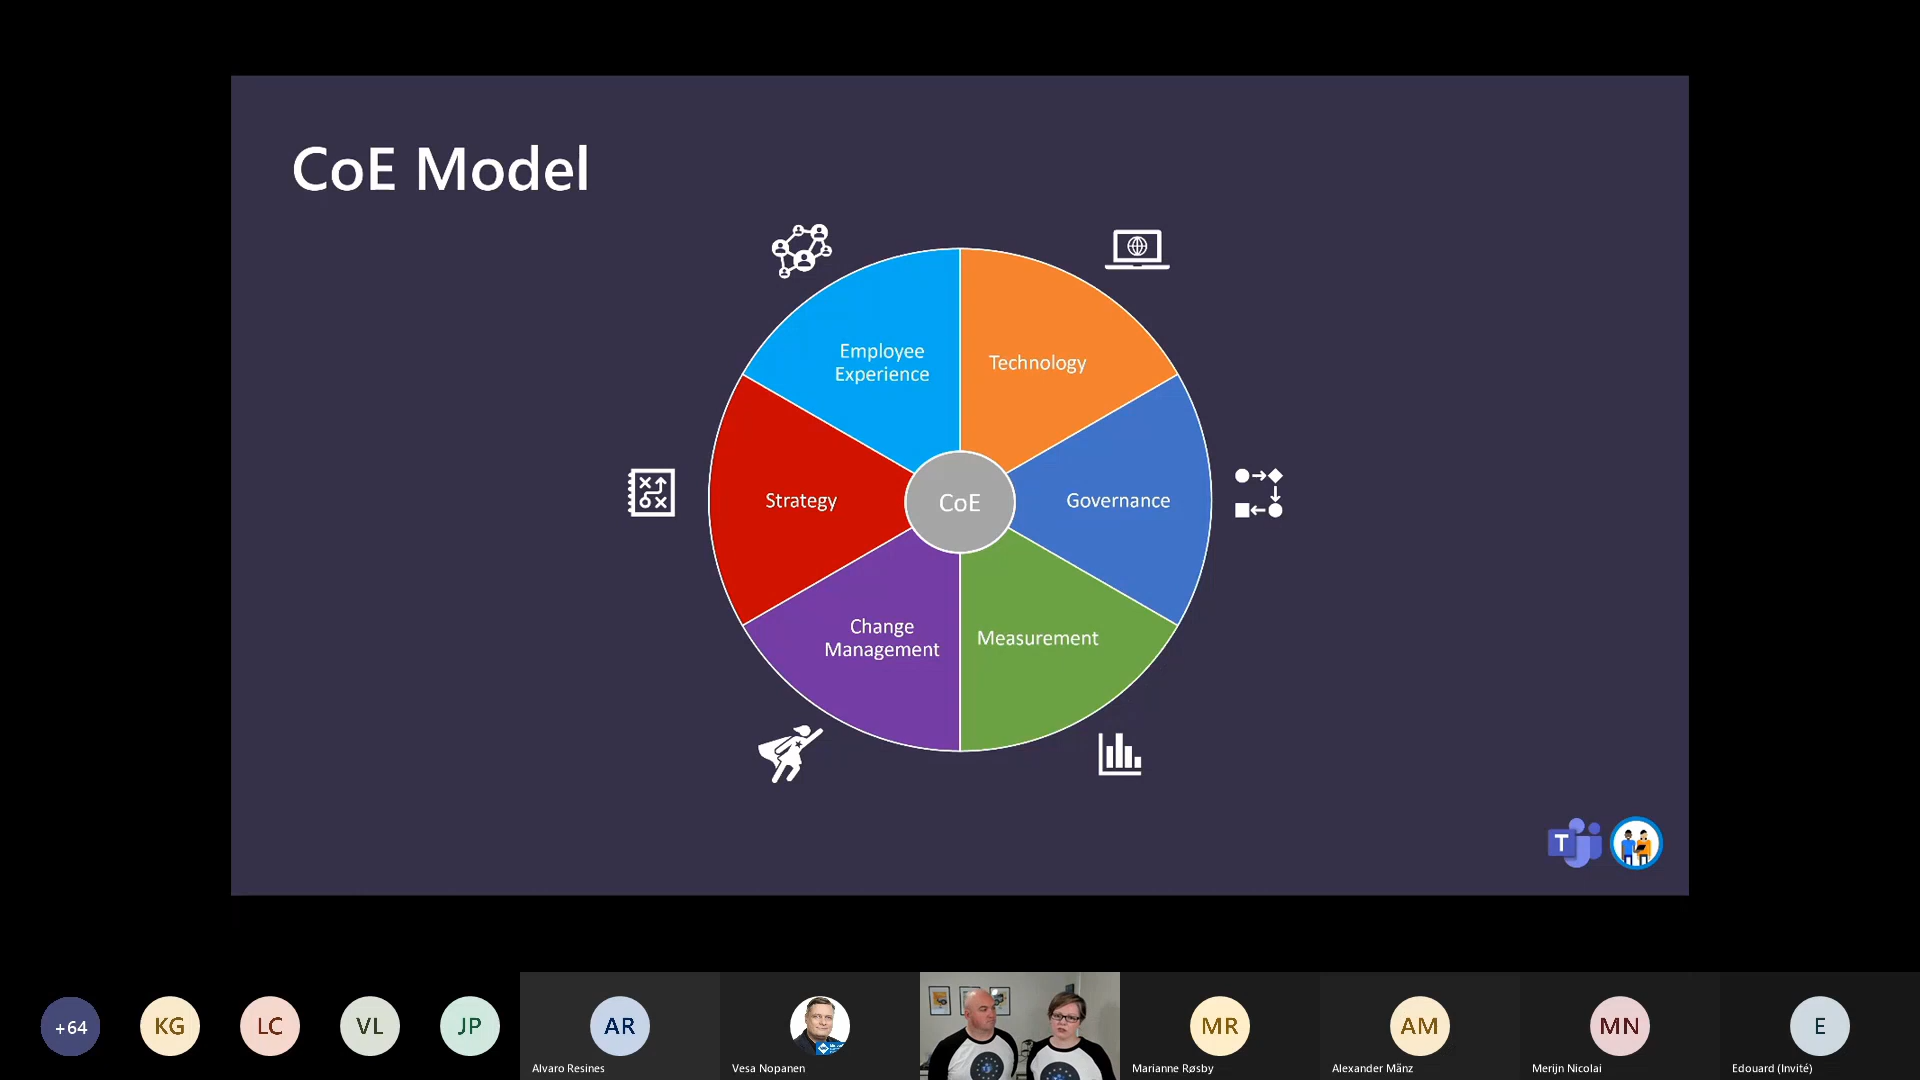 CoE Model
Employee
Experience
Technology
Strategy
CoE
Governance
Change
Management
Measurement
T
+64
KG
LC
VL
JP
AR
MR
AM
MN
E
Alvaro Resines
Vesa Nopanen
Marianne Røsby
Alexander Mänz
Merijn Nicolai
Edouard (Invité)